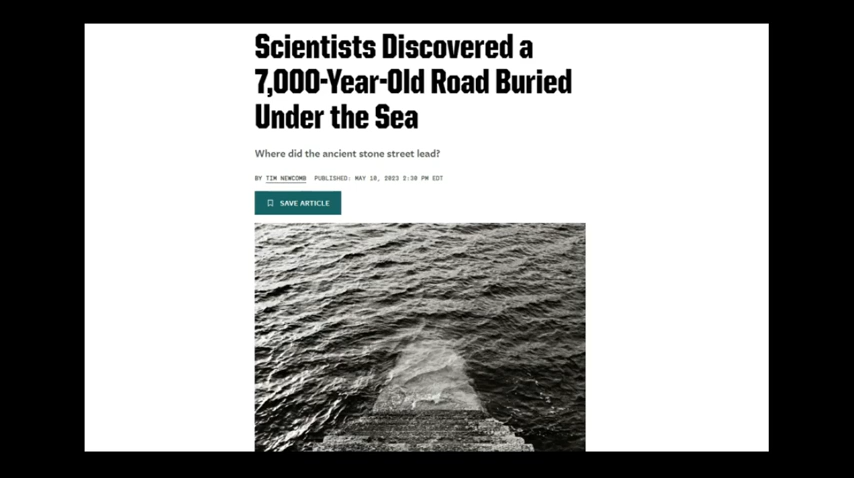 Scientists Discovered a
7,000-Year-Old Road Buried
Under the Sea
Where did the ancient stone street lead?
BY TIM NEWCOMB PUBLISHED: MAY 10, 2023 2:30 PM EDT
SAVE ARTICLE